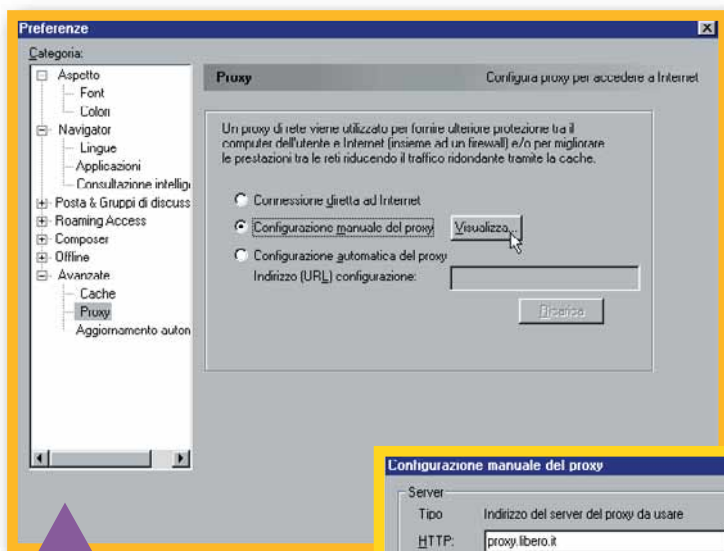 Preferenze
Categoria:
Aspetto
Font
Colori
Navigator
Lingue
Applicazioni
Consultazione intellig
Posta & Gruppi di discuss
Roaming Access
Composer
Offline
Avanzate
Cache
Proxy
Aggiornamento auton
Proxy
Configura proxy per accedere a Internet
Un proxy di rete viene utilizzato per fornire ulteriore protezione tra il
computer dell'utente e Internet (insieme ad un firewall) e/o per migliorare
le prestazioni tra le reti riducendo il traffico ridondante tramite la cache.
Connessione diretta ad Internet
Configurazione manuale del proxy
Visualizza...
Configurazione automatica del proxy
Indirizzo (URL) configurazione:
Ricarica
Configurazione manuale del proxy
Server
Tipo
Indirizzo del server del proxy da usare
HTTP:
proxy.libero.it